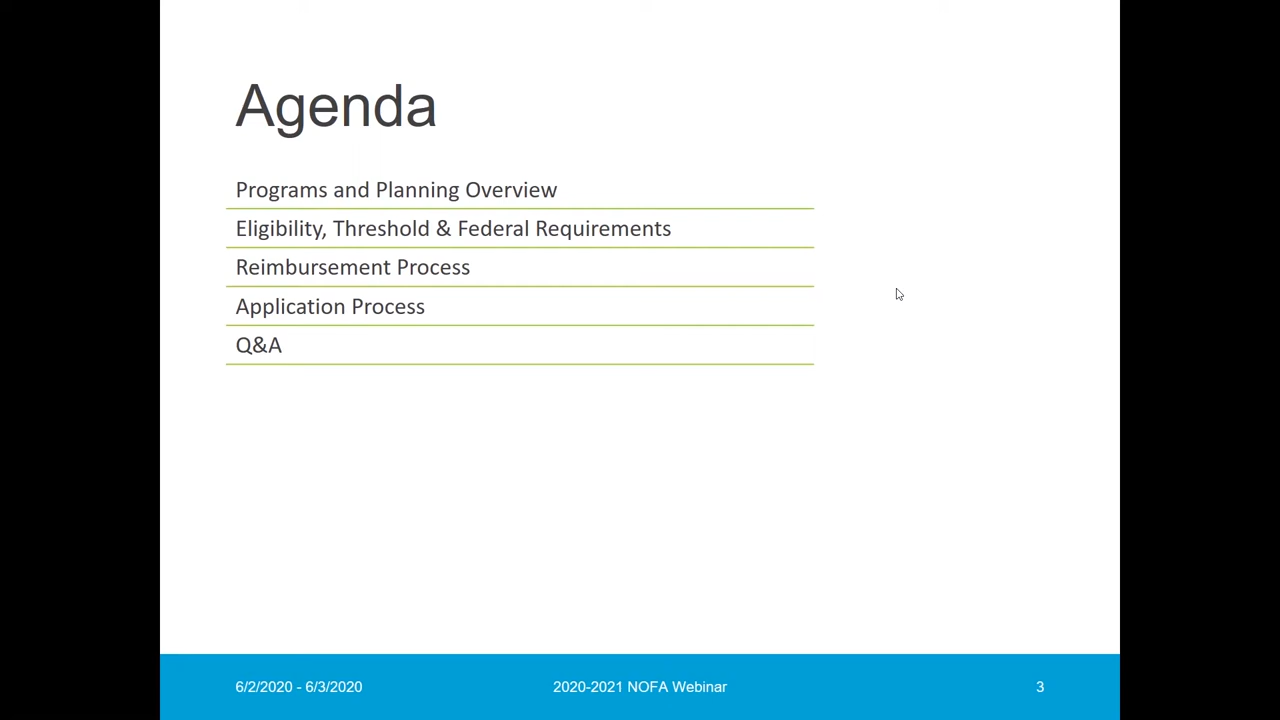 Agenda
Programs and Planning Overview
Eligibility, Threshold & Federal Requirements
Reimbursement Process
Application Process
Q&A
6/2/2020 - 6/3/2020
2020-2021 NOFA Webinar
3